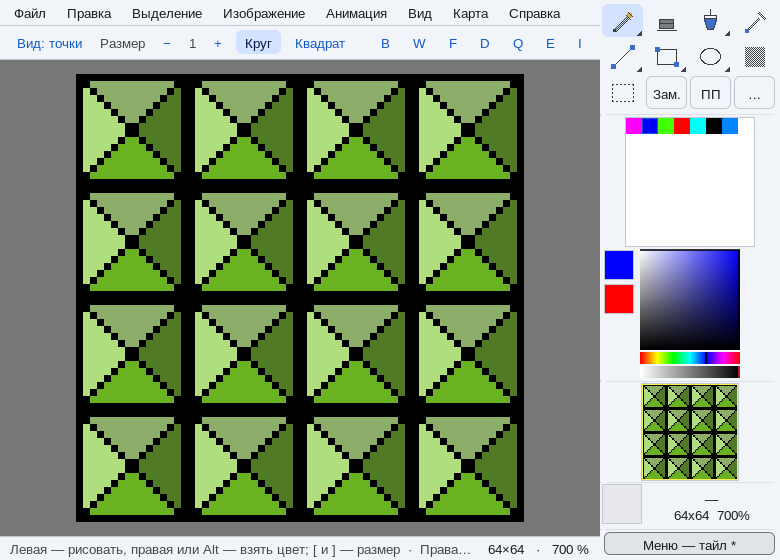 Файл Правка Выделение Изображение Анимация Вид Карта Справка
Вид: точки Размер − 1 + Круг Квадрат B W F D Q E I
Зам. ПП ...
—
64x64 700%
Левая — рисовать, правая или Alt — взять цвет; [ и ] — размер · Права… 64×64 · 700 %
Меню — тайл *